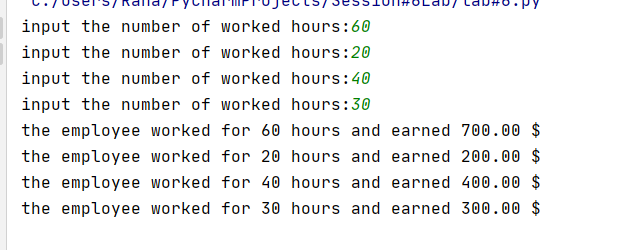 C:/Users/Rana/PycharmProjects/Session#6Lab/lab#6.py
input the number of worked hours:60
input the number of worked hours:20
input the number of worked hours:40
input the number of worked hours:30
the employee worked for 60 hours and earned 700.00 $
the employee worked for 20 hours and earned 200.00 $
the employee worked for 40 hours and earned 400.00 $
the employee worked for 30 hours and earned 300.00 $